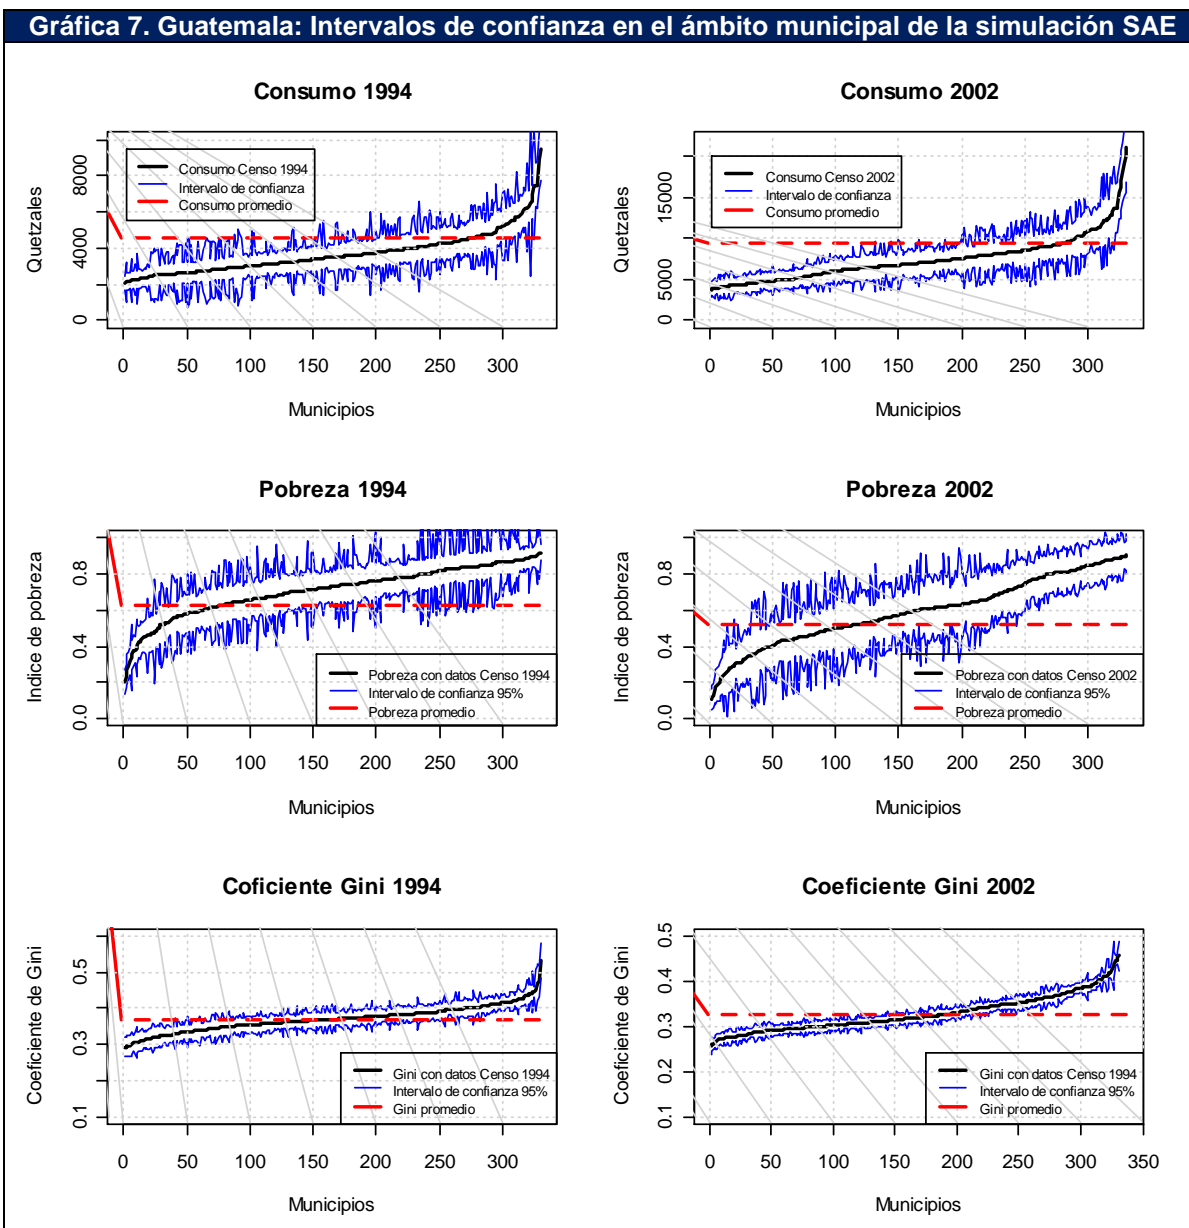 Gráfica 7. Guatemala: Intervalos de confianza en el ámbito municipal de la simulación SAE
Consumo 1994
Quetzales
0 4000 8000
Consumo Censo 1994
Intervalo de confianza
Consumo promedio
0 50 100 150 200 250 300
Municipios
Consumo 2002
Quetzales
0 5000 15000
Consumo Censo 2002
Intervalo de confianza
Consumo promedio
0 50 100 150 200 250 300
Municipios
Pobreza 1994
Indice de pobreza
0.0 0.4 0.8
Pobreza con datos Censo 1994
Intervalo de confianza 95%
Pobreza promedio
0 50 100 150 200 250 300
Municipios
Pobreza 2002
Indice de pobreza
0.0 0.4 0.8
Pobreza con datos Censo 2002
Intervalo de confianza 95%
Pobreza promedio
0 50 100 150 200 250 300
Municipios
Coficiente Gini 1994
Coeficiente de Gini
0.1 0.3 0.5
Gini con datos Censo 1994
Intervalo de confianza 95%
Gini promedio
0 50 100 150 200 250 300
Municipios
Coeficiente Gini 2002
Coeficiente de Gini
0.1 0.2 0.3 0.4 0.5
Gini con datos Censo 1994
Intervalo de confianza 95%
Gini promedio
0 50 100 150 200 250 300 350
Municipios